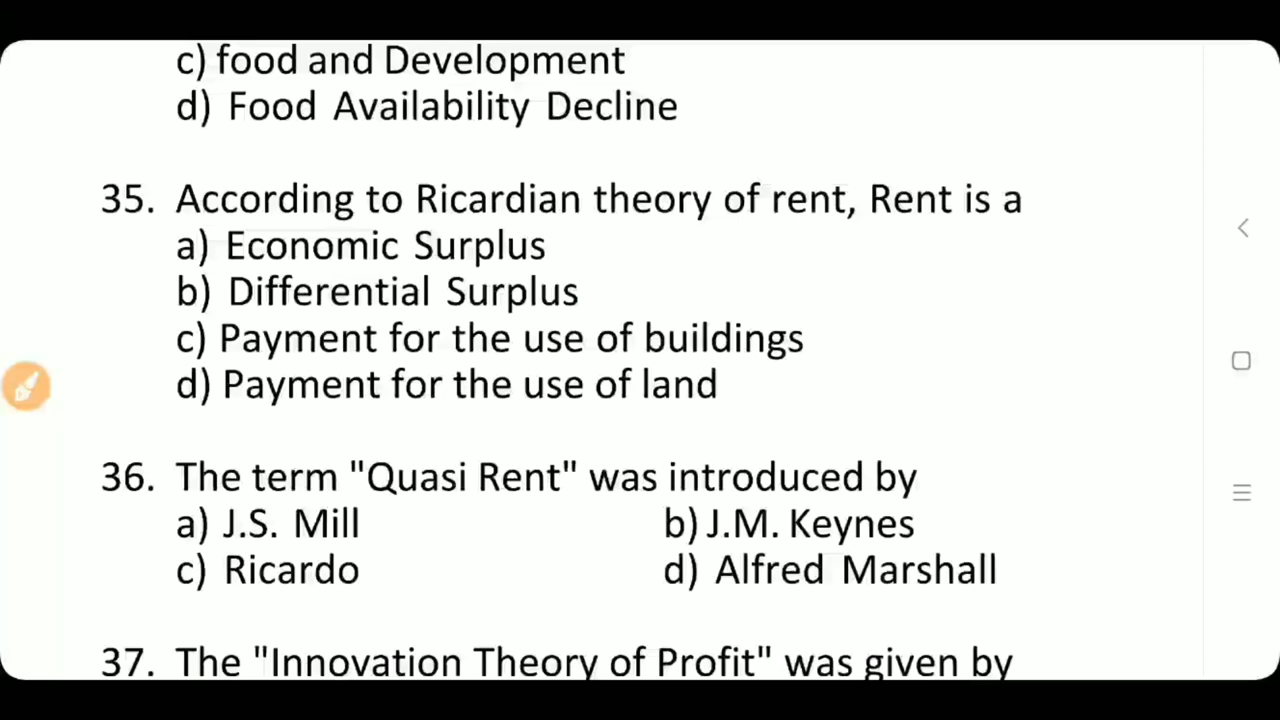 c) food and Development
d) Food Availability Decline
35. According to Ricardian theory of rent, Rent is a
a) Economic Surplus
b) Differential Surplus
c) Payment for the use of buildings
d) Payment for the use of land
36. The term "Quasi Rent" was introduced by
a) J.S. Mill b) J.M. Keynes
c) Ricardo d) Alfred Marshall
37. The "Innovation Theory of Profit" was given by